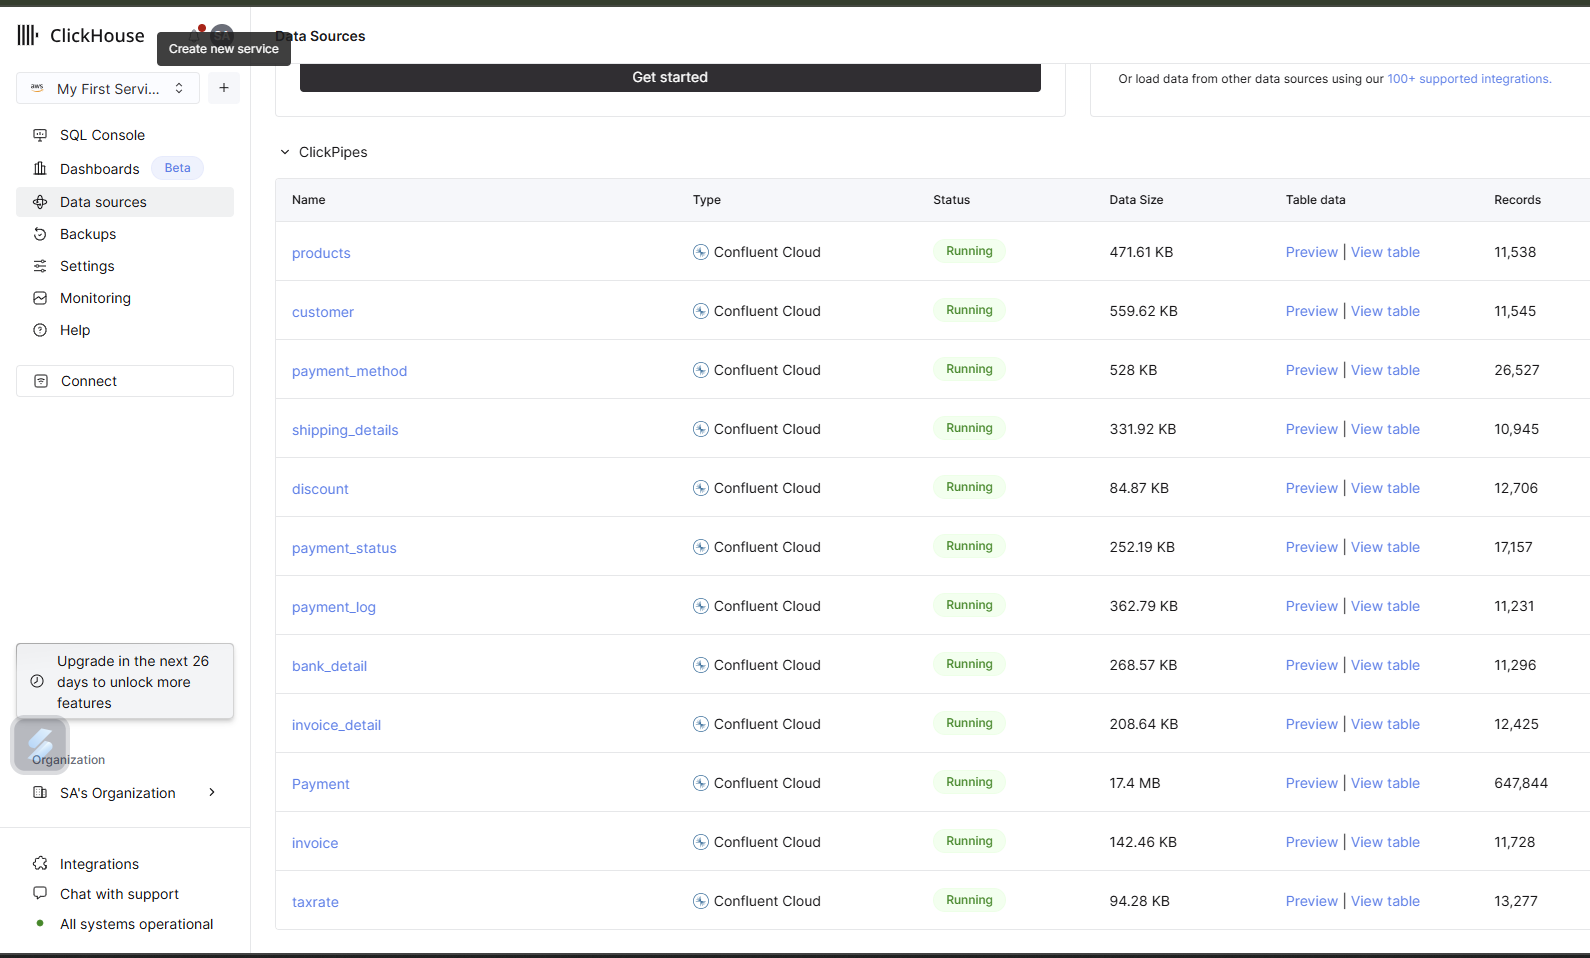 ClickHouse
SA
Create new service
Data Sources
aws My First Servi...
+
SQL Console
Dashboards Beta
Data sources
Backups
Settings
Monitoring
Help
Connect
Upgrade in the next 26
days to unlock more
features
Organization
SA's Organization
Integrations
Chat with support
All systems operational
Get started
Or load data from other data sources using our 100+ supported integrations.
ClickPipes
Name Type Status Data Size Table data Records
products Confluent Cloud Running 471.61 KB Preview | View table 11,538
customer Confluent Cloud Running 559.62 KB Preview | View table 11,545
payment_method Confluent Cloud Running 528 KB Preview | View table 26,527
shipping_details Confluent Cloud Running 331.92 KB Preview | View table 10,945
discount Confluent Cloud Running 84.87 KB Preview | View table 12,706
payment_status Confluent Cloud Running 252.19 KB Preview | View table 17,157
payment_log Confluent Cloud Running 362.79 KB Preview | View table 11,231
bank_detail Confluent Cloud Running 268.57 KB Preview | View table 11,296
invoice_detail Confluent Cloud Running 208.64 KB Preview | View table 12,425
Payment Confluent Cloud Running 17.4 MB Preview | View table 647,844
invoice Confluent Cloud Running 142.46 KB Preview | View table 11,728
taxrate Confluent Cloud Running 94.28 KB Preview | View table 13,277